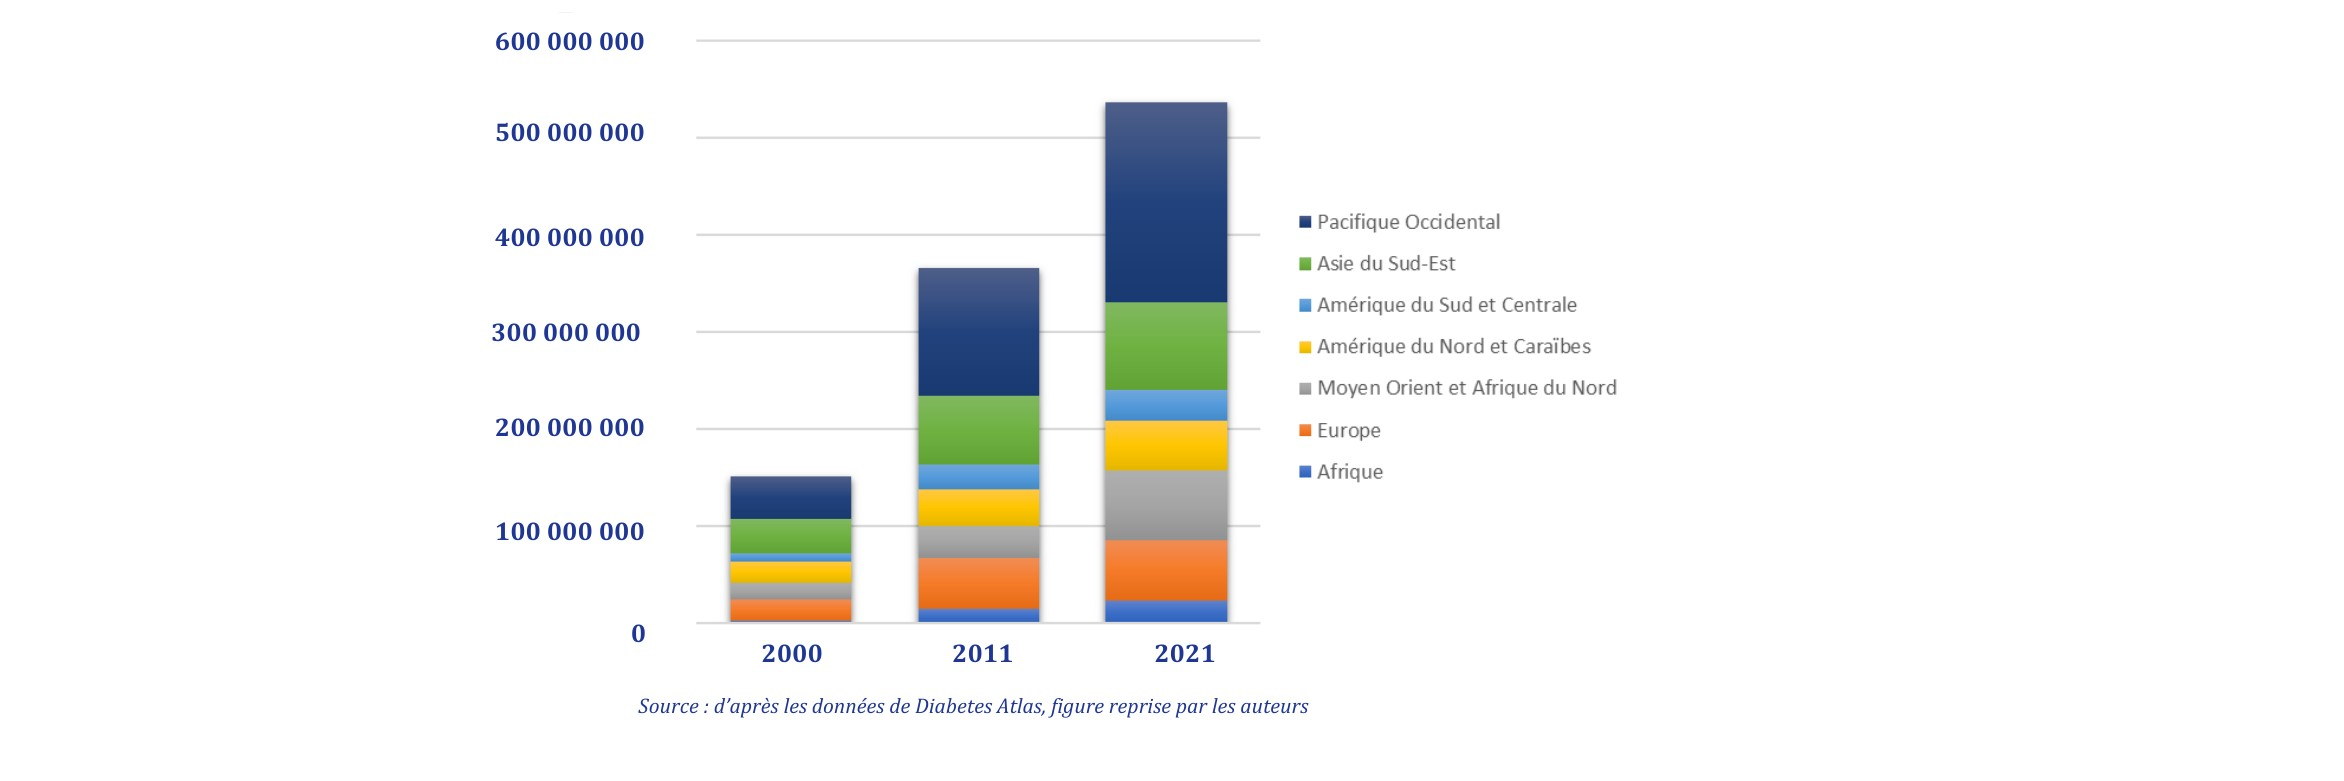 600 000 000
500 000 000
400 000 000
300 000 000
200 000 000
100 000 000
0
2000 2011 2021
Pacifique Occidental
Asie du Sud-Est
Amérique du Sud et Centrale
Amérique du Nord et Caraïbes
Moyen Orient et Afrique du Nord
Europe
Afrique
Source : d’après les données de Diabetes Atlas, figure reprise par les auteurs